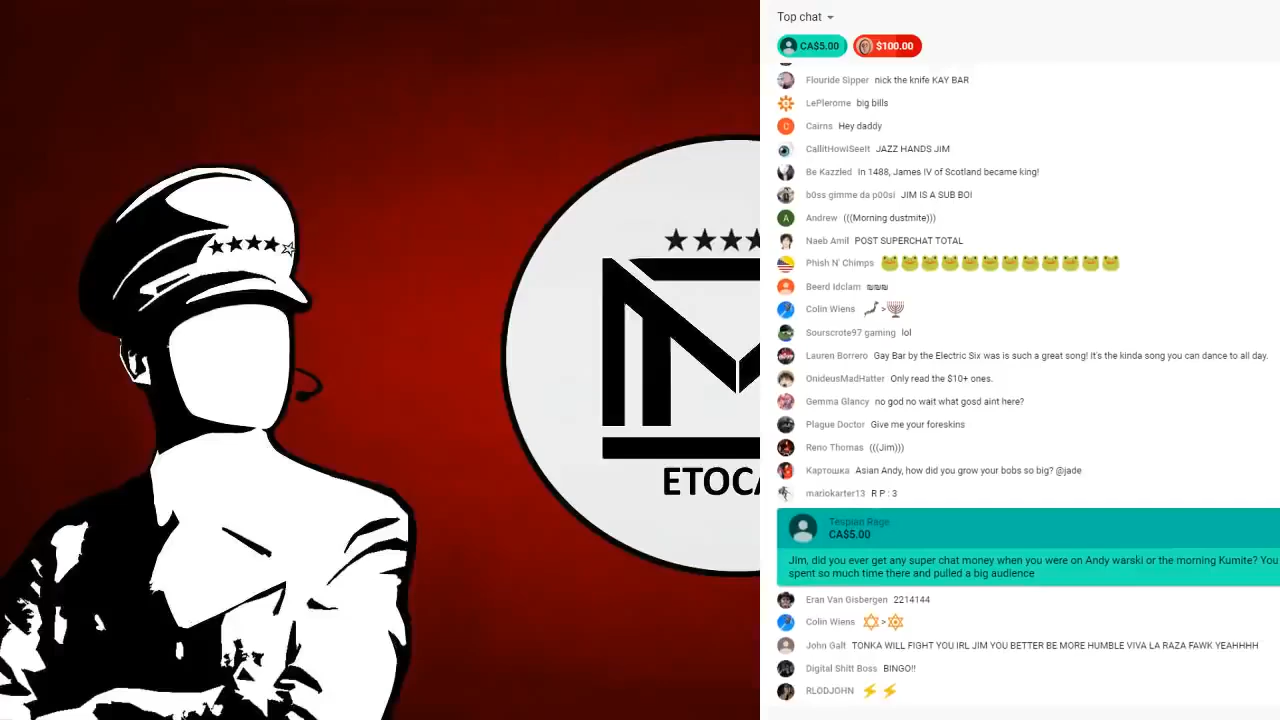 Top chat
CA$5.00 $100.00
Flouride Sipper nick the knife KAY BAR
LePlerome big bills
Cairns Hey daddy
CallitHowISeeIt JAZZ HANDS JiM
Be Kazzled In 1488, James IV of Scotland became king!
b0ss gimme da p00si JIM IS A SUB BOI
Andrew (((Morning dustmite)))
Naeb Amil POST SUPERCHAT TOTAL
Phish N' Chimps
Beerd Idclam ₪₪₪
Colin Wiens >
Sourscrote97 gaming lol
Lauren Borrero Gay Bar by the Electric Six was is such a great song! It's the kinda song you can dance to all day.
OnideusMadHatter Only read the $10+ ones.
Gemma Glancy no god no wait what gosd aint here?
Plague Doctor Give me your foreskins
Reno Thomas (((Jim)))
Картошка Asian Andy, how did you grow your bobs so big? @jade
mariokarter13 R P : 3
Tespian Rage
CA$5.00
Jim, did you ever get any super chat money when you were on Andy warski or the morning Kumite? You
spent so much time there and pulled a big audience
Eran Van Gisbergen 2214144
Colin Wiens >
John Galt TONKA WILL FIGHT YOU IRL JIM YOU BETTER BE MORE HUMBLE VIVA LA RAZA FAWK YEAHHHH
Digital Shitt Boss BINGO!!
RLODJOHN
C
A
M
ETOCA